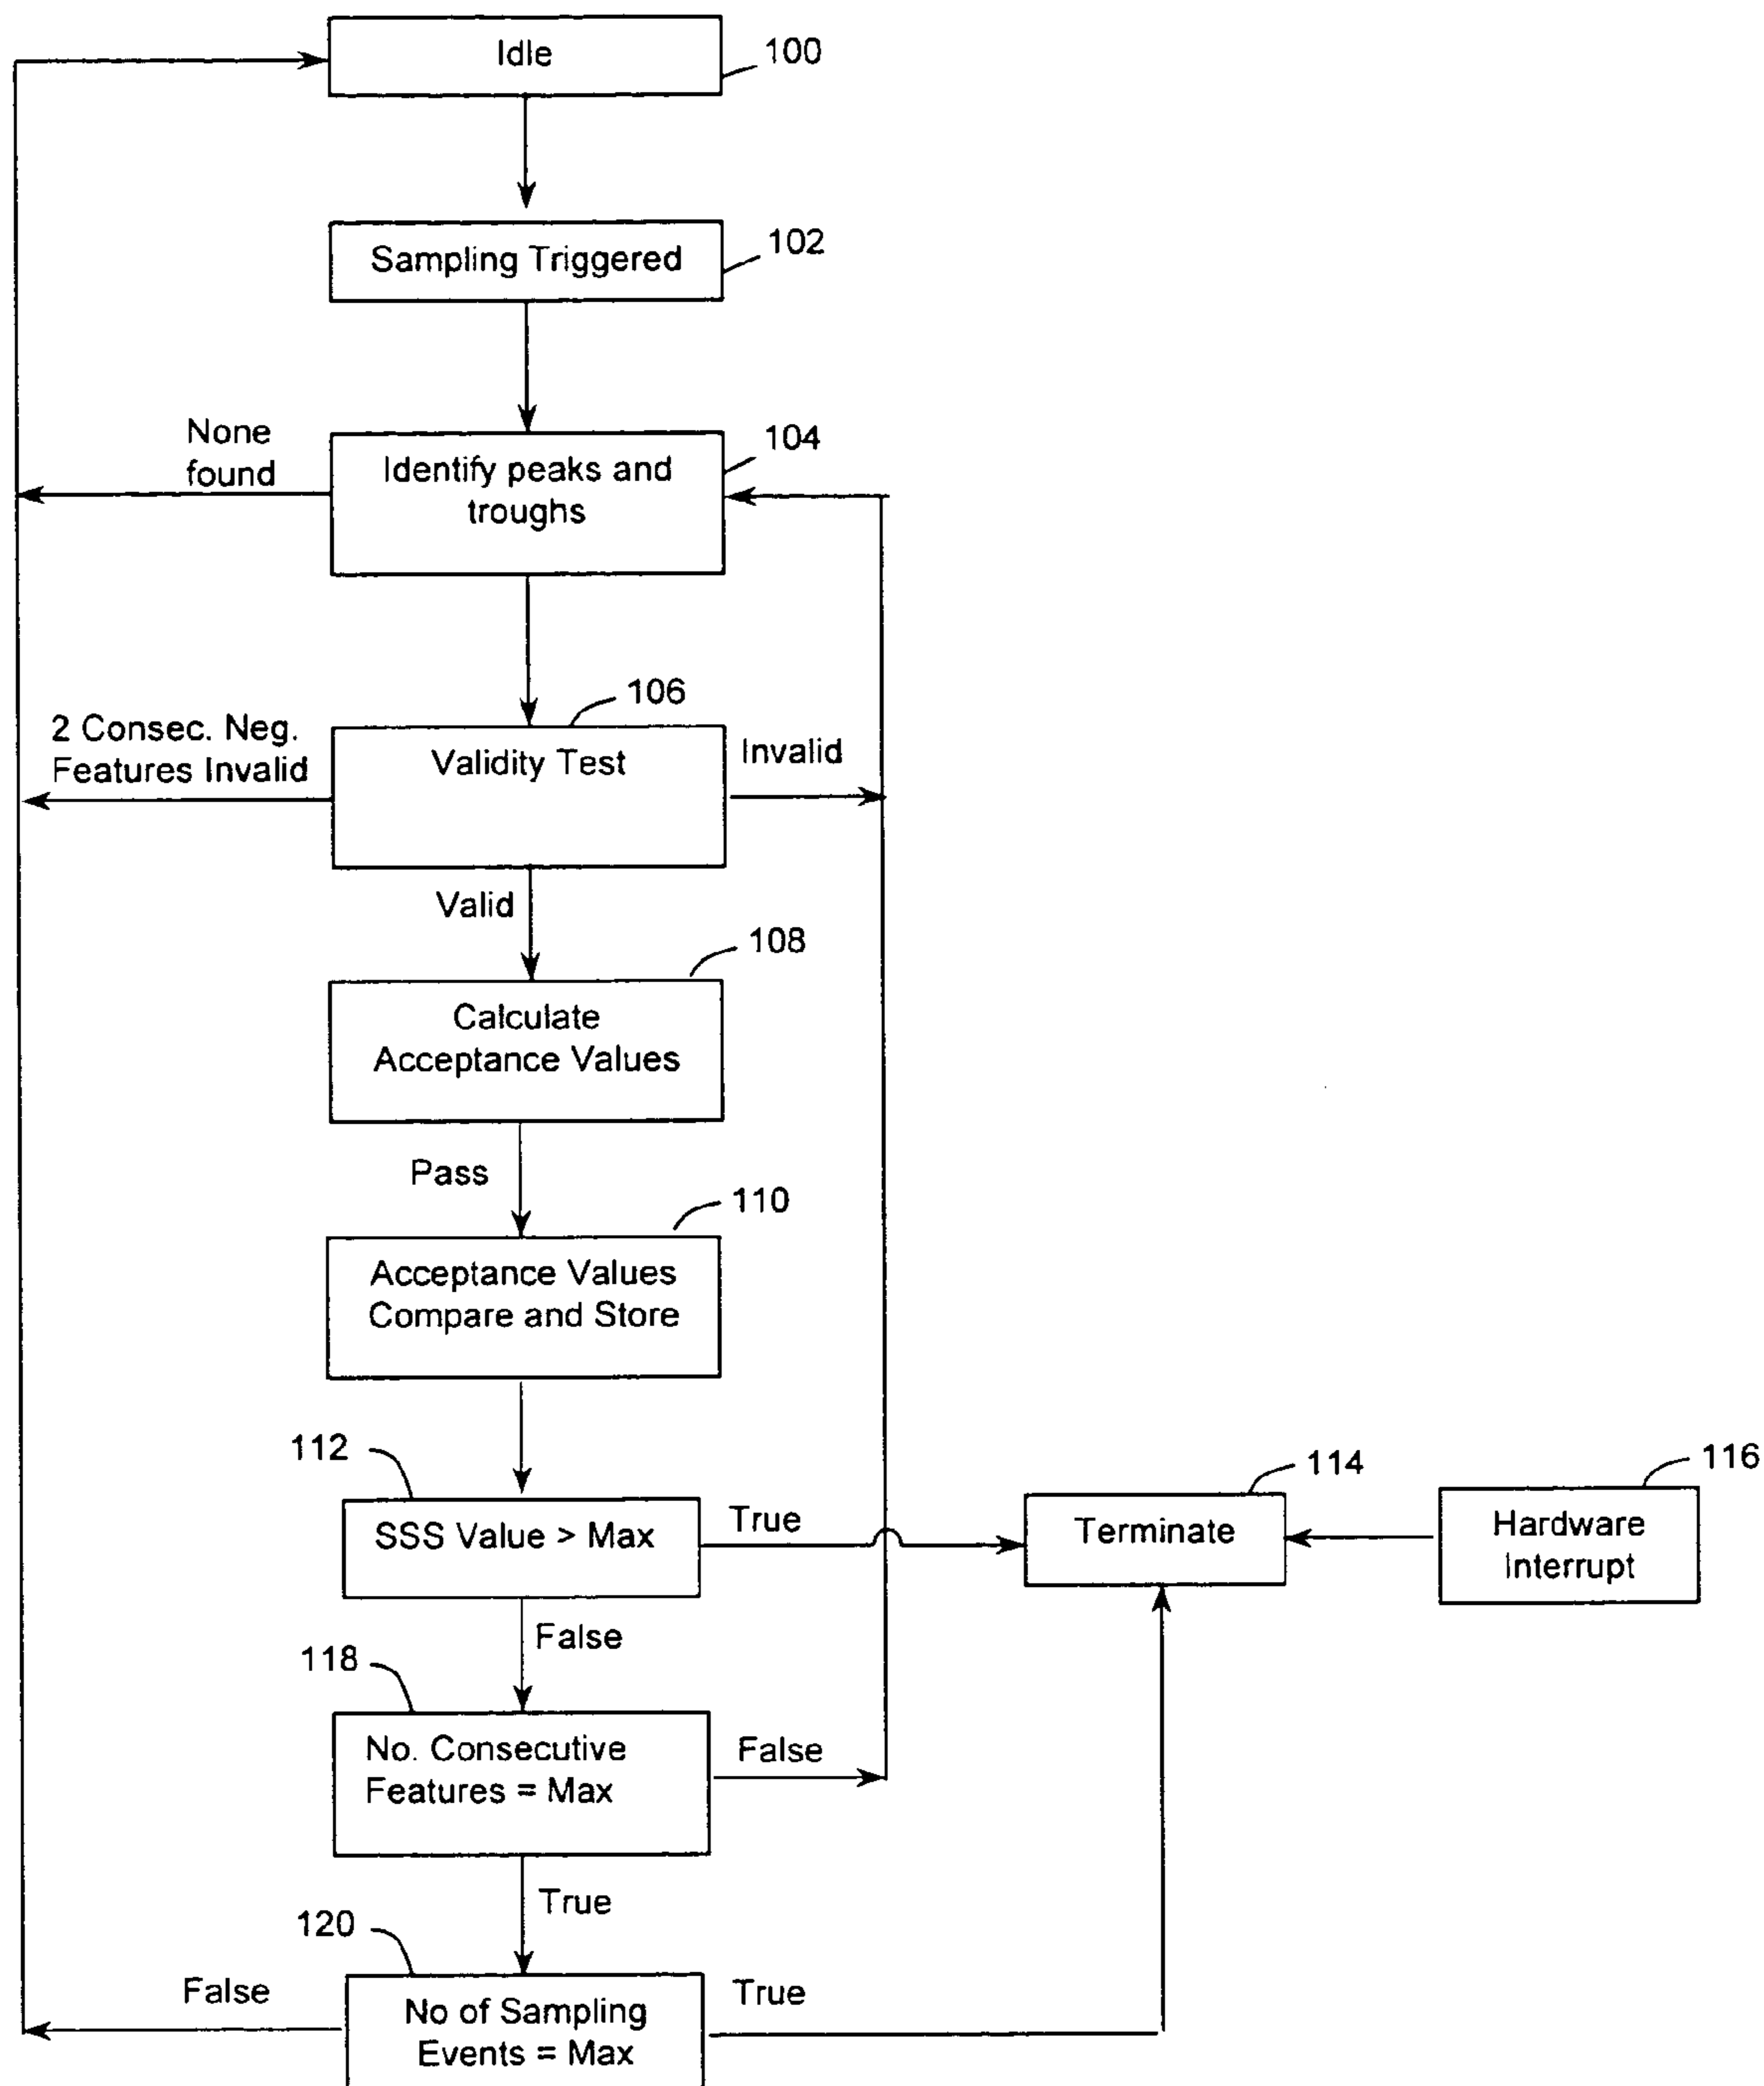 Idle
100
Sampling Triggered
102
None
found
Identify peaks and
troughs
104
2 Consec. Neg.
Features Invalid
Validity Test
106
Invalid
Valid
Calculate
Acceptance Values
108
Pass
Acceptance Values
Compare and Store
110
112
SSS Value > Max
True
Terminate
114
Hardware
Interrupt
116
False
118
No. Consecutive
Features = Max
False
True
120
False
No of Sampling
Events = Max
True